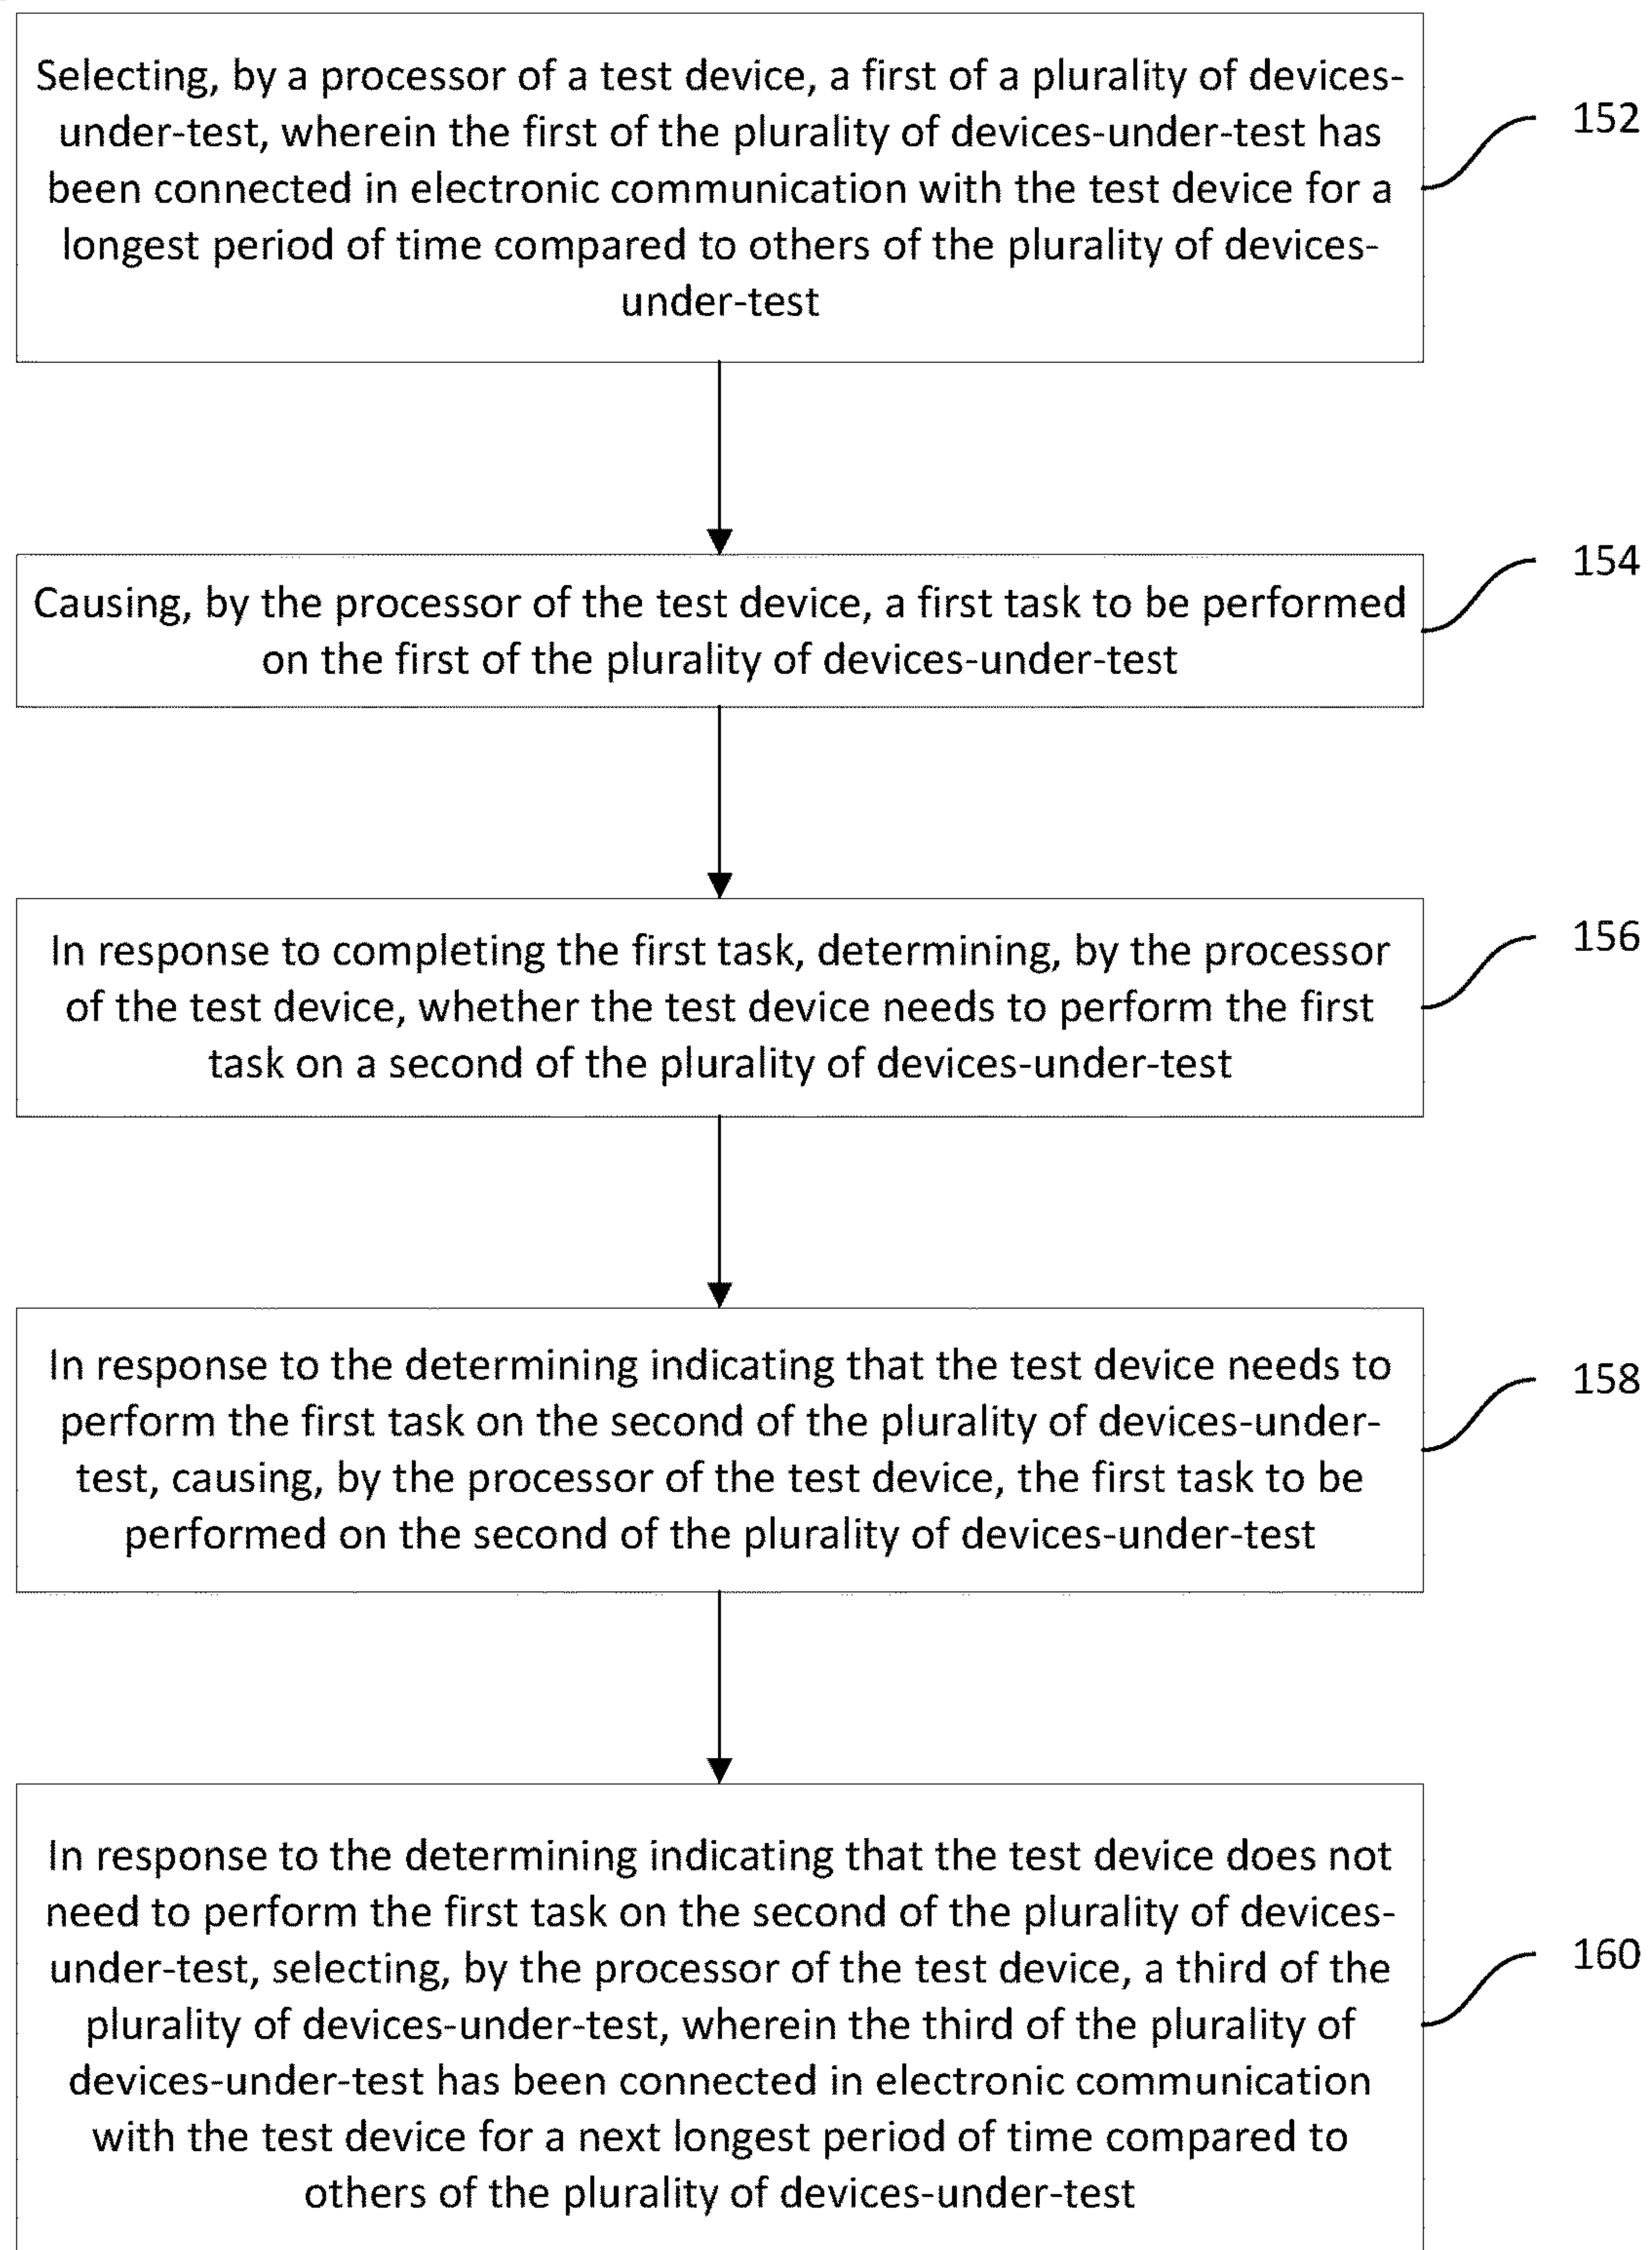 Selecting, by a processor of a test device, a first of a plurality of devices-
under-test, wherein the first of the plurality of devices-under-test has
been connected in electronic communication with the test device for a
longest period of time compared to others of the plurality of devices-
under-test
152
Causing, by the processor of the test device, a first task to be performed
on the first of the plurality of devices-under-test
154
In response to completing the first task, determining, by the processor
of the test device, whether the test device needs to perform the first
task on a second of the plurality of devices-under-test
156
In response to the determining indicating that the test device needs to
perform the first task on the second of the plurality of devices-under-
test, causing, by the processor of the test device, the first task to be
performed on the second of the plurality of devices-under-test
158
In response to the determining indicating that the test device does not
need to perform the first task on the second of the plurality of devices-
under-test, selecting, by the processor of the test device, a third of the
plurality of devices-under-test, wherein the third of the plurality of
devices-under-test has been connected in electronic communication
with the test device for a next longest period of time compared to
others of the plurality of devices-under-test
160